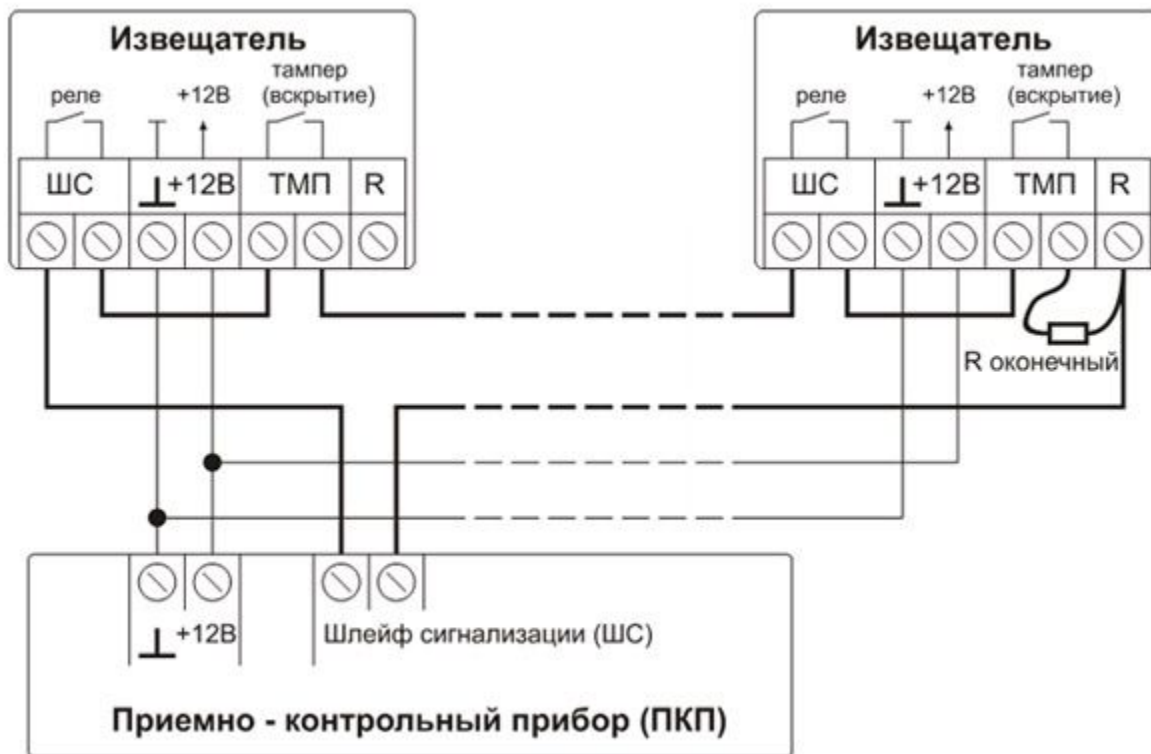 Извещатель
реле
+12В
тампер
(вскрытие)
ШС
+12В
ТМП
R
Извещатель
реле
+12В
тампер
(вскрытие)
ШС
+12В
ТМП
R
R оконечный
+12В
Шлейф сигнализации (ШС)
Приемно - контрольный прибор (ПКП)